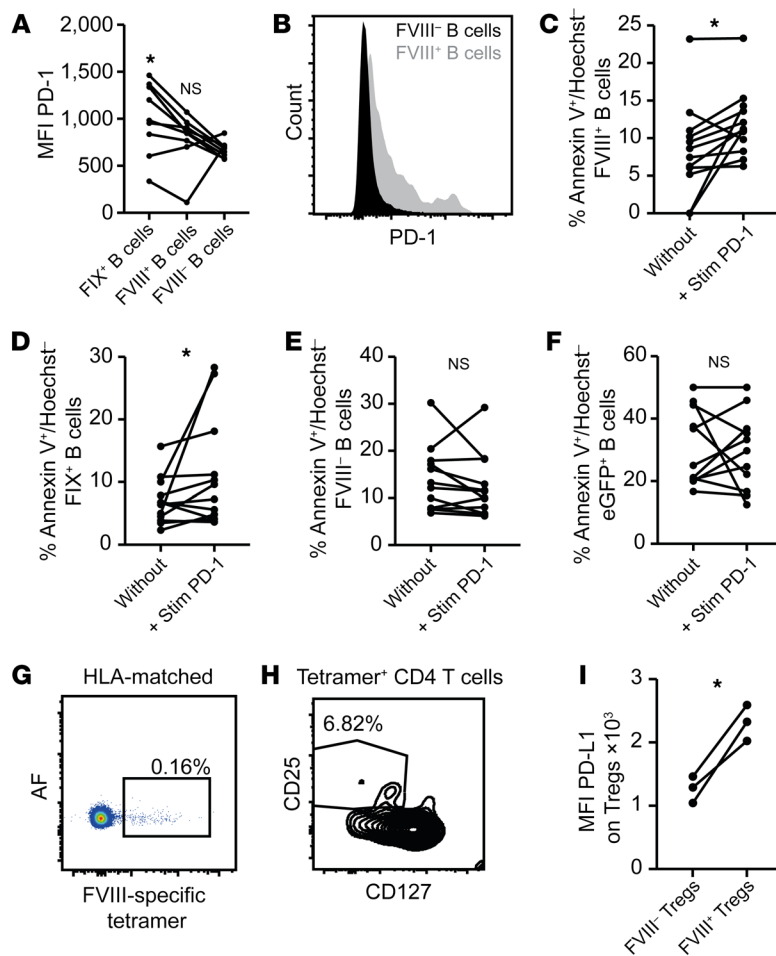 A
MFI PD-1
2,000
1,500
1,000
500
0
*
NS
FIX⁺ B cells
FVIII⁺ B cells
FVIII⁻ B cells
B
Count
FVIII⁻ B cells
FVIII⁺ B cells
PD-1
C
% Annexin V⁺/Hoechst⁻
FVIII⁺ B cells
25
20
15
10
5
0
*
Without
+ Stim PD-1
D
% Annexin V⁺/Hoechst⁻
FIX⁺ B cells
30
20
10
0
*
Without
+ Stim PD-1
E
% Annexin V⁺/Hoechst⁻
FVIII⁻ B cells
40
30
20
10
0
NS
Without
+ Stim PD-1
F
% Annexin V⁺/Hoechst⁻
eGFP⁺ B cells
60
40
20
0
NS
Without
+ Stim PD-1
G
HLA-matched
AF
0.16%
FVIII-specific
tetramer
H
Tetramer⁺ CD4 T cells
6.82%
CD25
CD127
I
MFI PD-L1
on Tregs ×10³
3
2
1
0
*
FVIII⁻ Tregs
FVIII⁺ Tregs